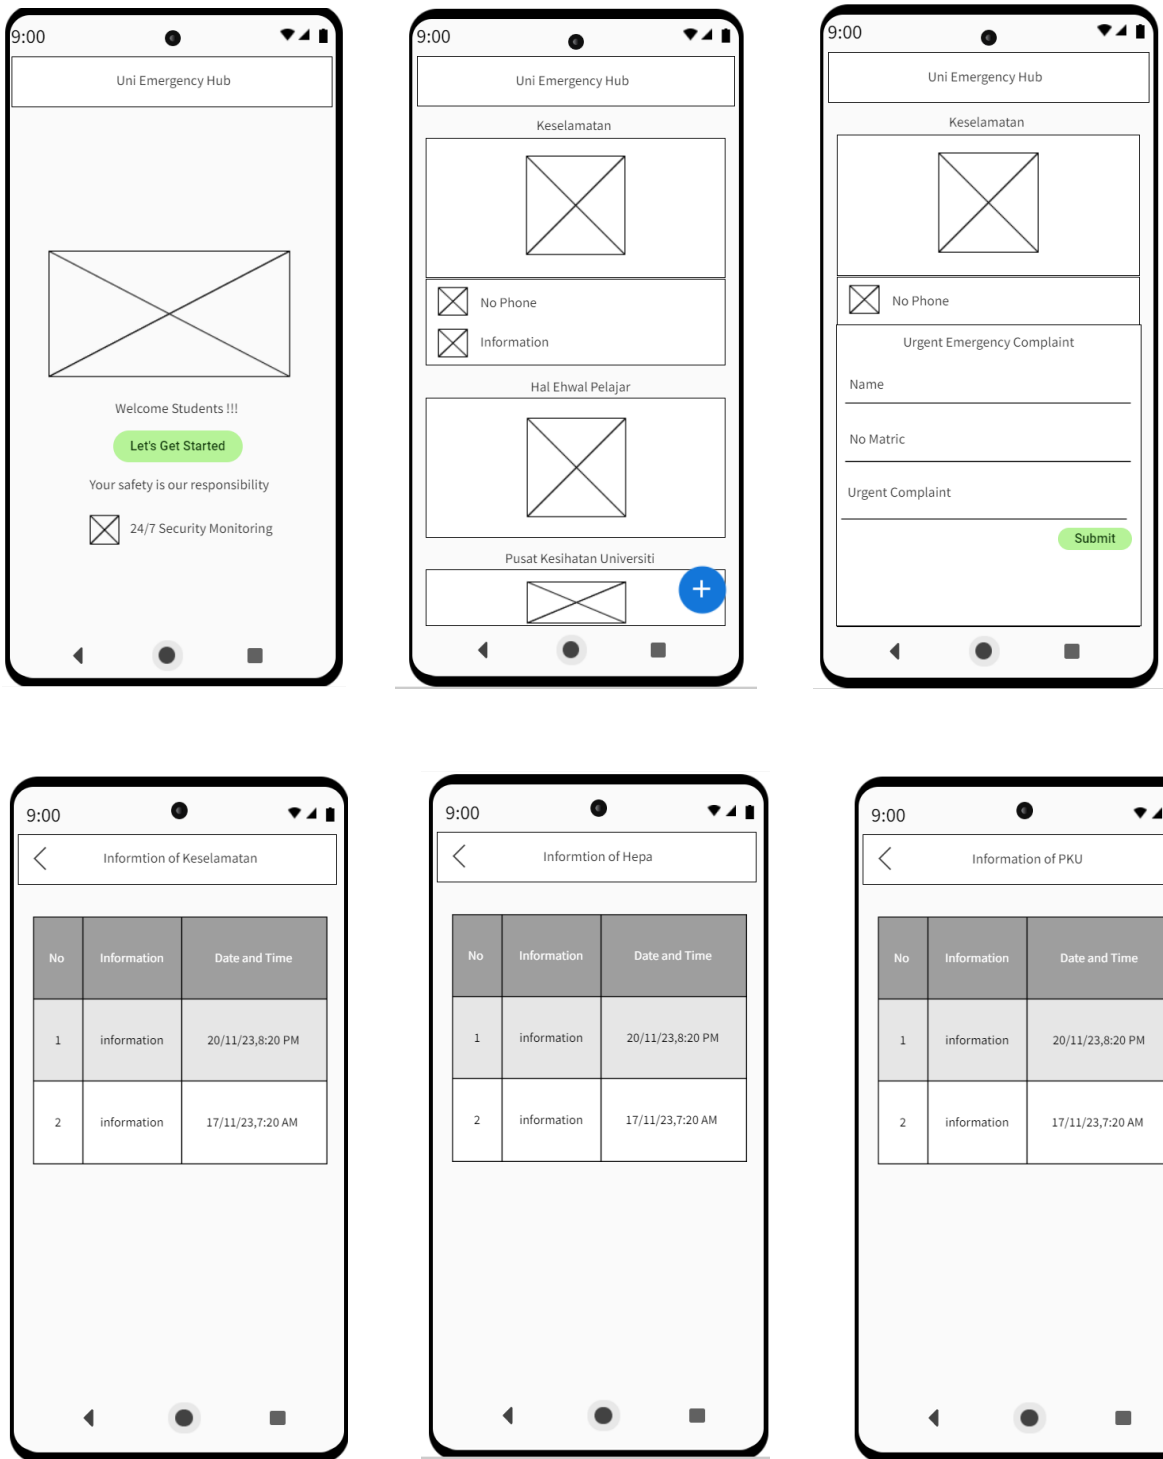 9:00
Uni Emergency Hub
Welcome Students !!!
Let's Get Started
Your safety is our responsibility
24/7 Security Monitoring
9:00
Uni Emergency Hub
Keselamatan
No Phone
Information
Hal Ehwal Pelajar
Pusat Kesihatan Universiti
+
9:00
Uni Emergency Hub
Keselamatan
No Phone
Urgent Emergency Complaint
Name
No Matric
Urgent Complaint
Submit
9:00
Informtion of Keselamatan
No Information Date and Time
1 information 20/11/23,8:20 PM
2 information 17/11/23,7:20 AM
9:00
Informtion of Hepa
No Information Date and Time
1 information 20/11/23,8:20 PM
2 information 17/11/23,7:20 AM
9:00
Information of PKU
No Information Date and Time
1 information 20/11/23,8:20 PM
2 information 17/11/23,7:20 AM